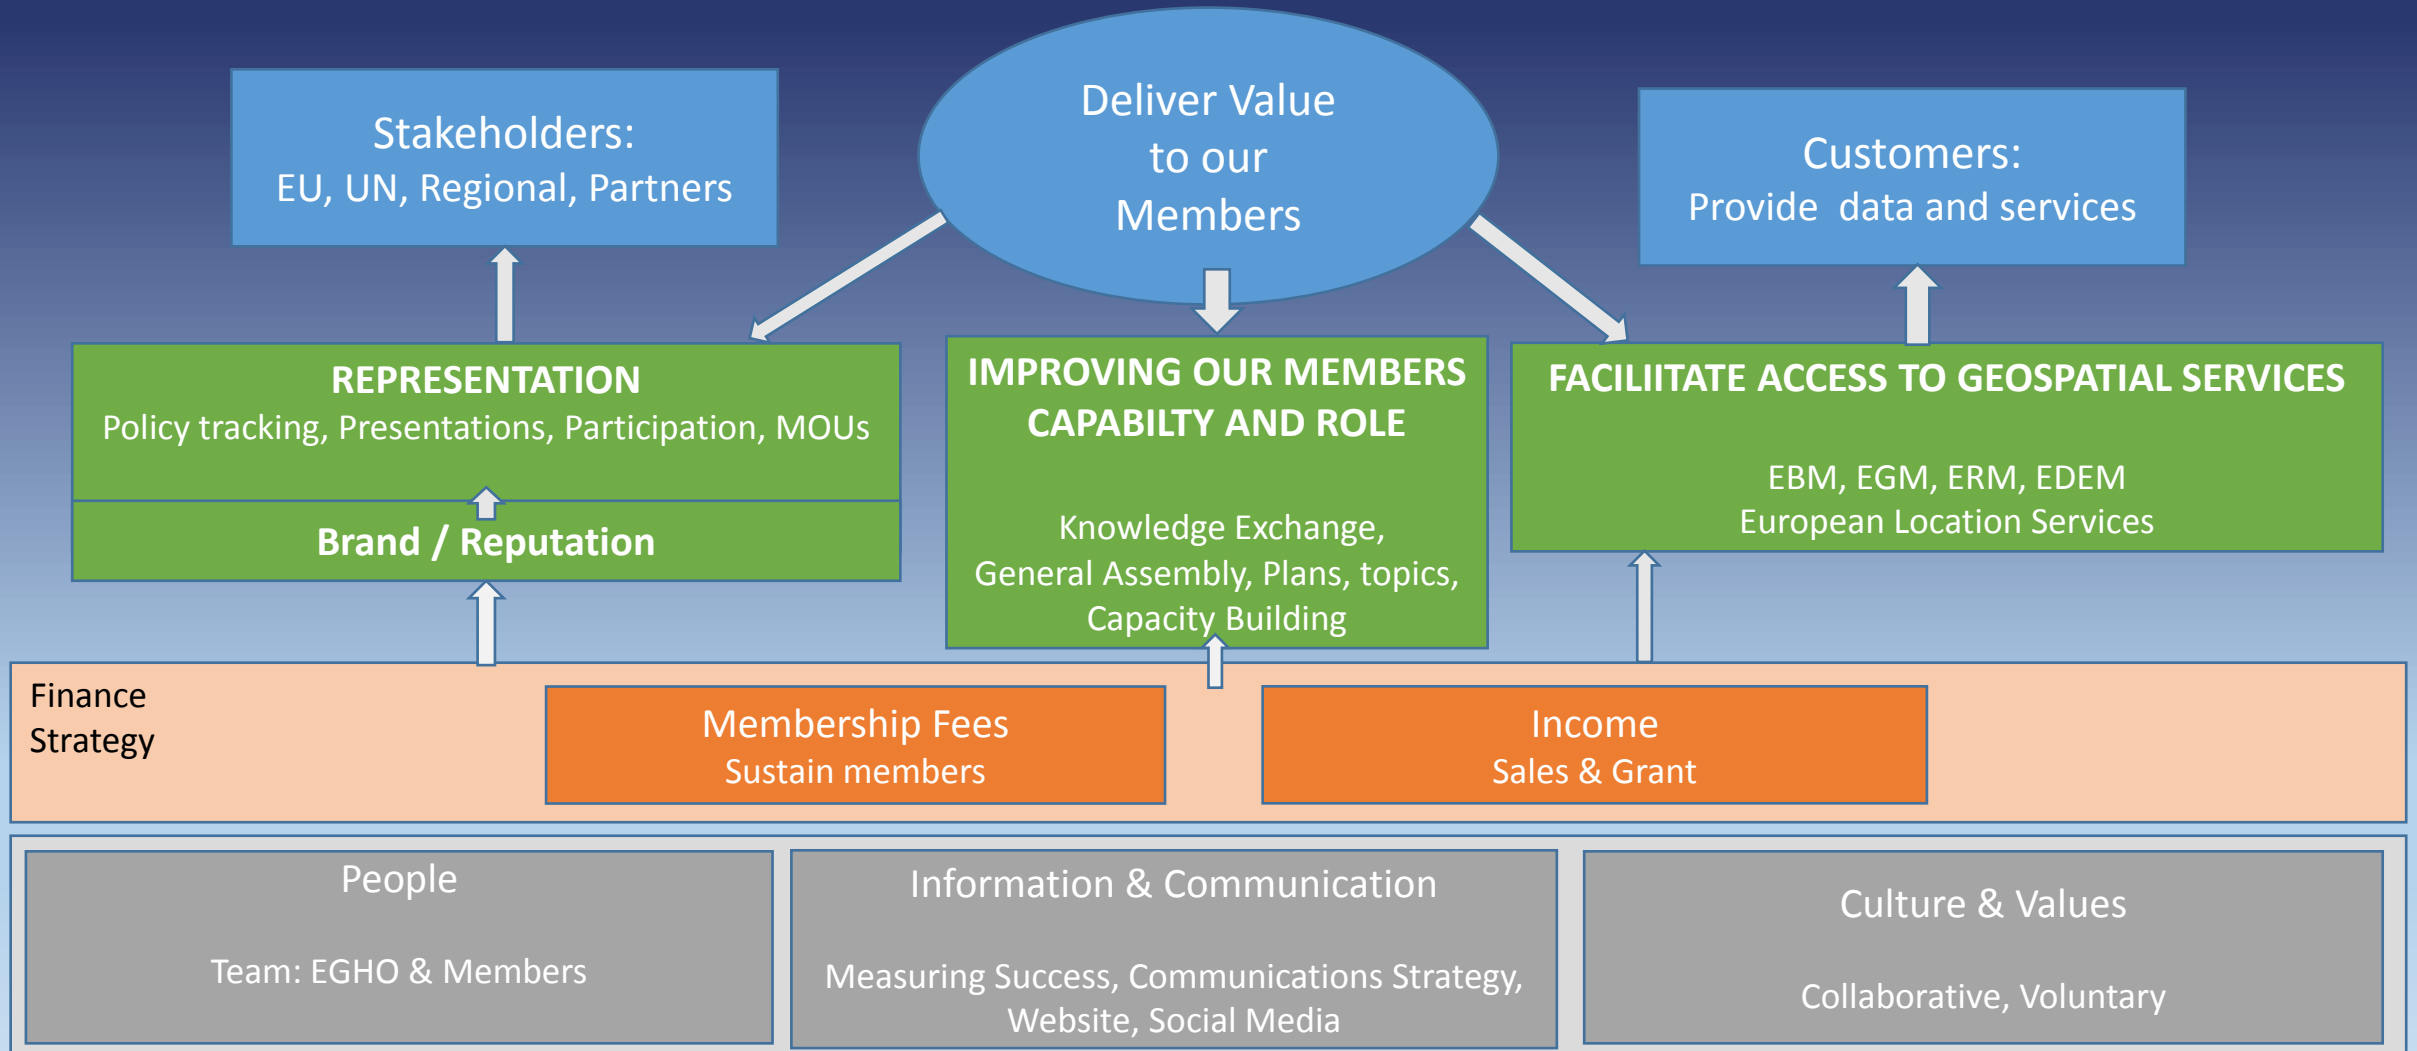 Stakeholders:
EU, UN, Regional, Partners
Deliver Value
to our
Members
Customers:
Provide data and services
REPRESENTATION
Policy tracking, Presentations, Participation, MOUs
Brand / Reputation
IMPROVING OUR MEMBERS
CAPABILTY AND ROLE
Knowledge Exchange,
General Assembly, Plans, topics,
Capacity Building
FACILIITATE ACCESS TO GEOSPATIAL SERVICES
EBM, EGM, ERM, EDEM
European Location Services
Finance
Strategy
Membership Fees
Sustain members
Income
Sales & Grant
People
Team: EGHO & Members
Information & Communication
Measuring Success, Communications Strategy,
Website, Social Media
Culture & Values
Collaborative, Voluntary